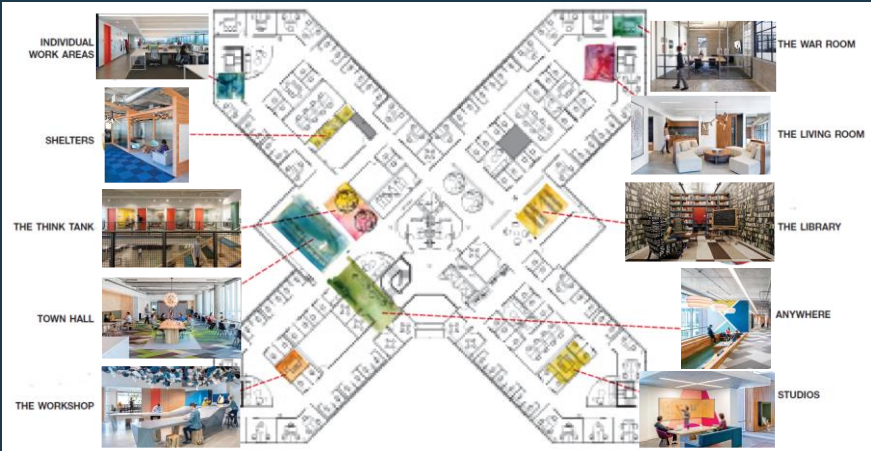 INDIVIDUAL
WORK AREAS
SHELTERS
THE THINK TANK
TOWN HALL
THE WORKSHOP
THE WAR ROOM
THE LIVING ROOM
THE LIBRARY
ANYWHERE
STUDIOS